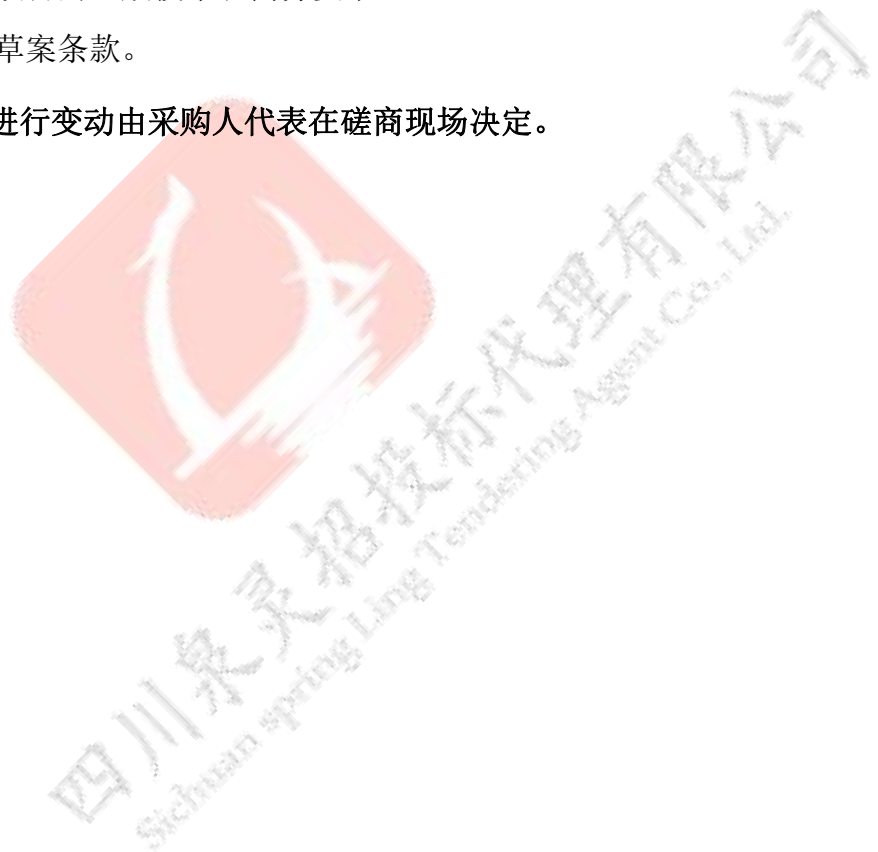 草案条款。
进行变动由采购人代表在磋商现场决定。
四川泉灵招投标代理有限公司
Sichuan spring Ling Tendering Agent Co., Ltd.